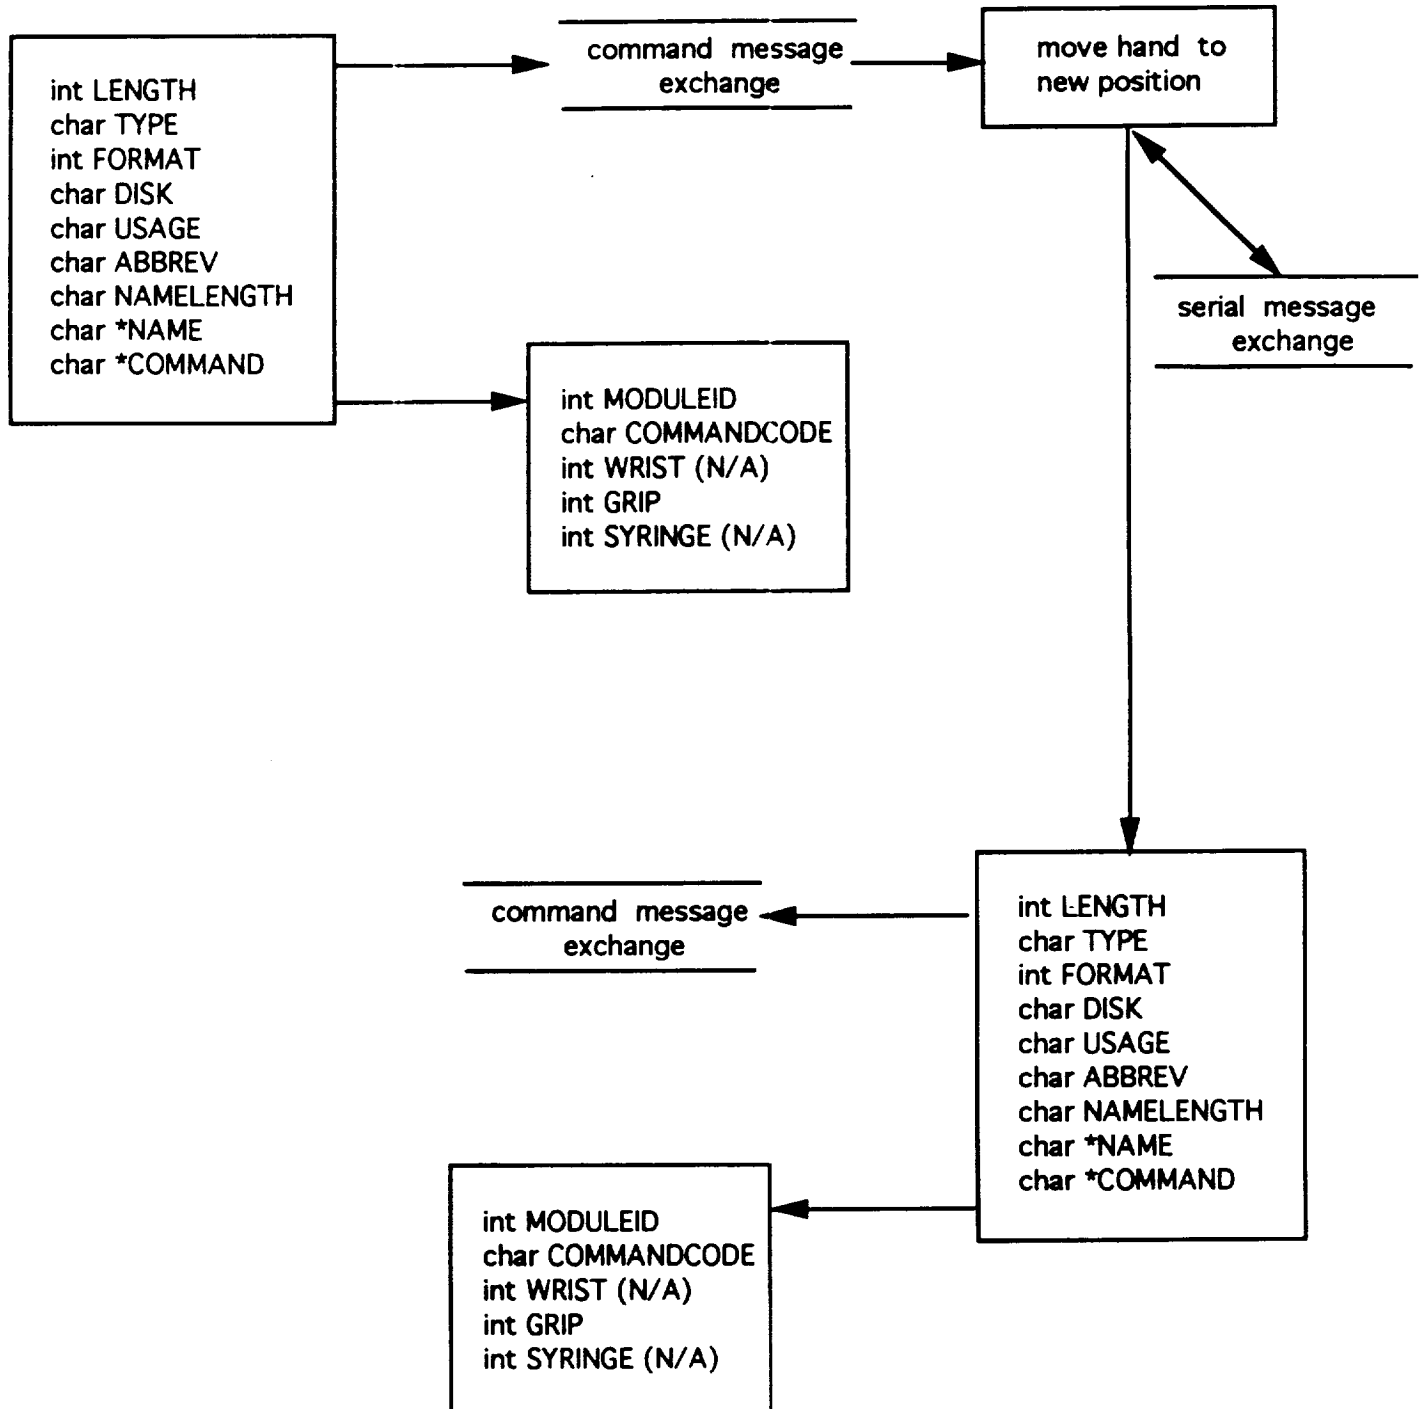 int LENGTH
char TYPE
int FORMAT
char DISK
char USAGE
char ABBREV
char NAMELENGTH
char *NAME
char *COMMAND
command message
exchange
move hand to
new position
serial message
exchange
int MODULEID
char COMMANDCODE
int WRIST (N/A)
int GRIP
int SYRINGE (N/A)
command message
exchange
int LENGTH
char TYPE
int FORMAT
char DISK
char USAGE
char ABBREV
char NAMELENGTH
char *NAME
char *COMMAND
int MODULEID
char COMMANDCODE
int WRIST (N/A)
int GRIP
int SYRINGE (N/A)